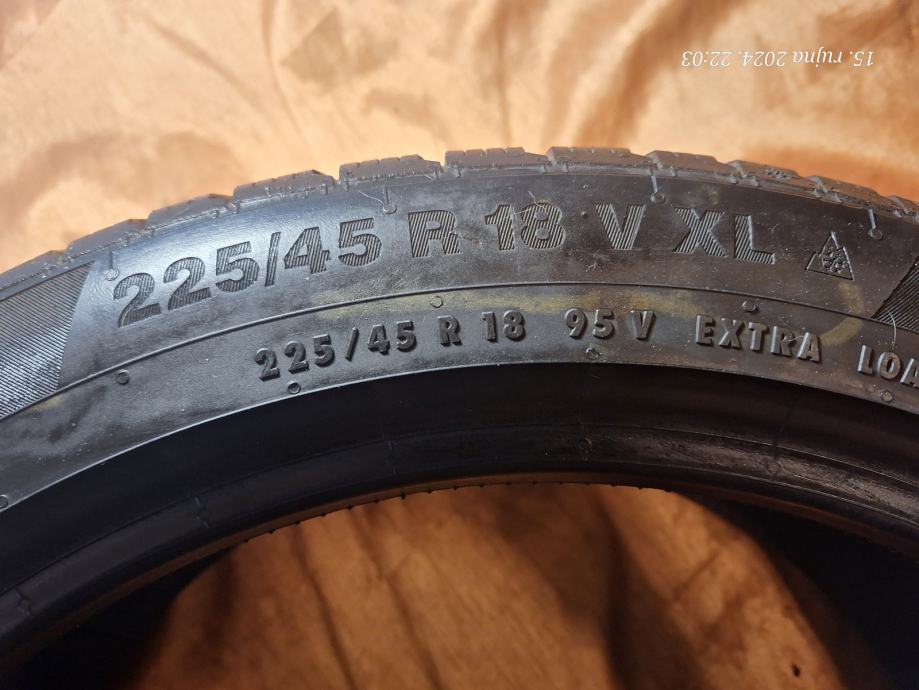 15. rujna 2024. 22:03
225/45 R 18 V XL
225/45 R 18 95 V EXTRA LOA